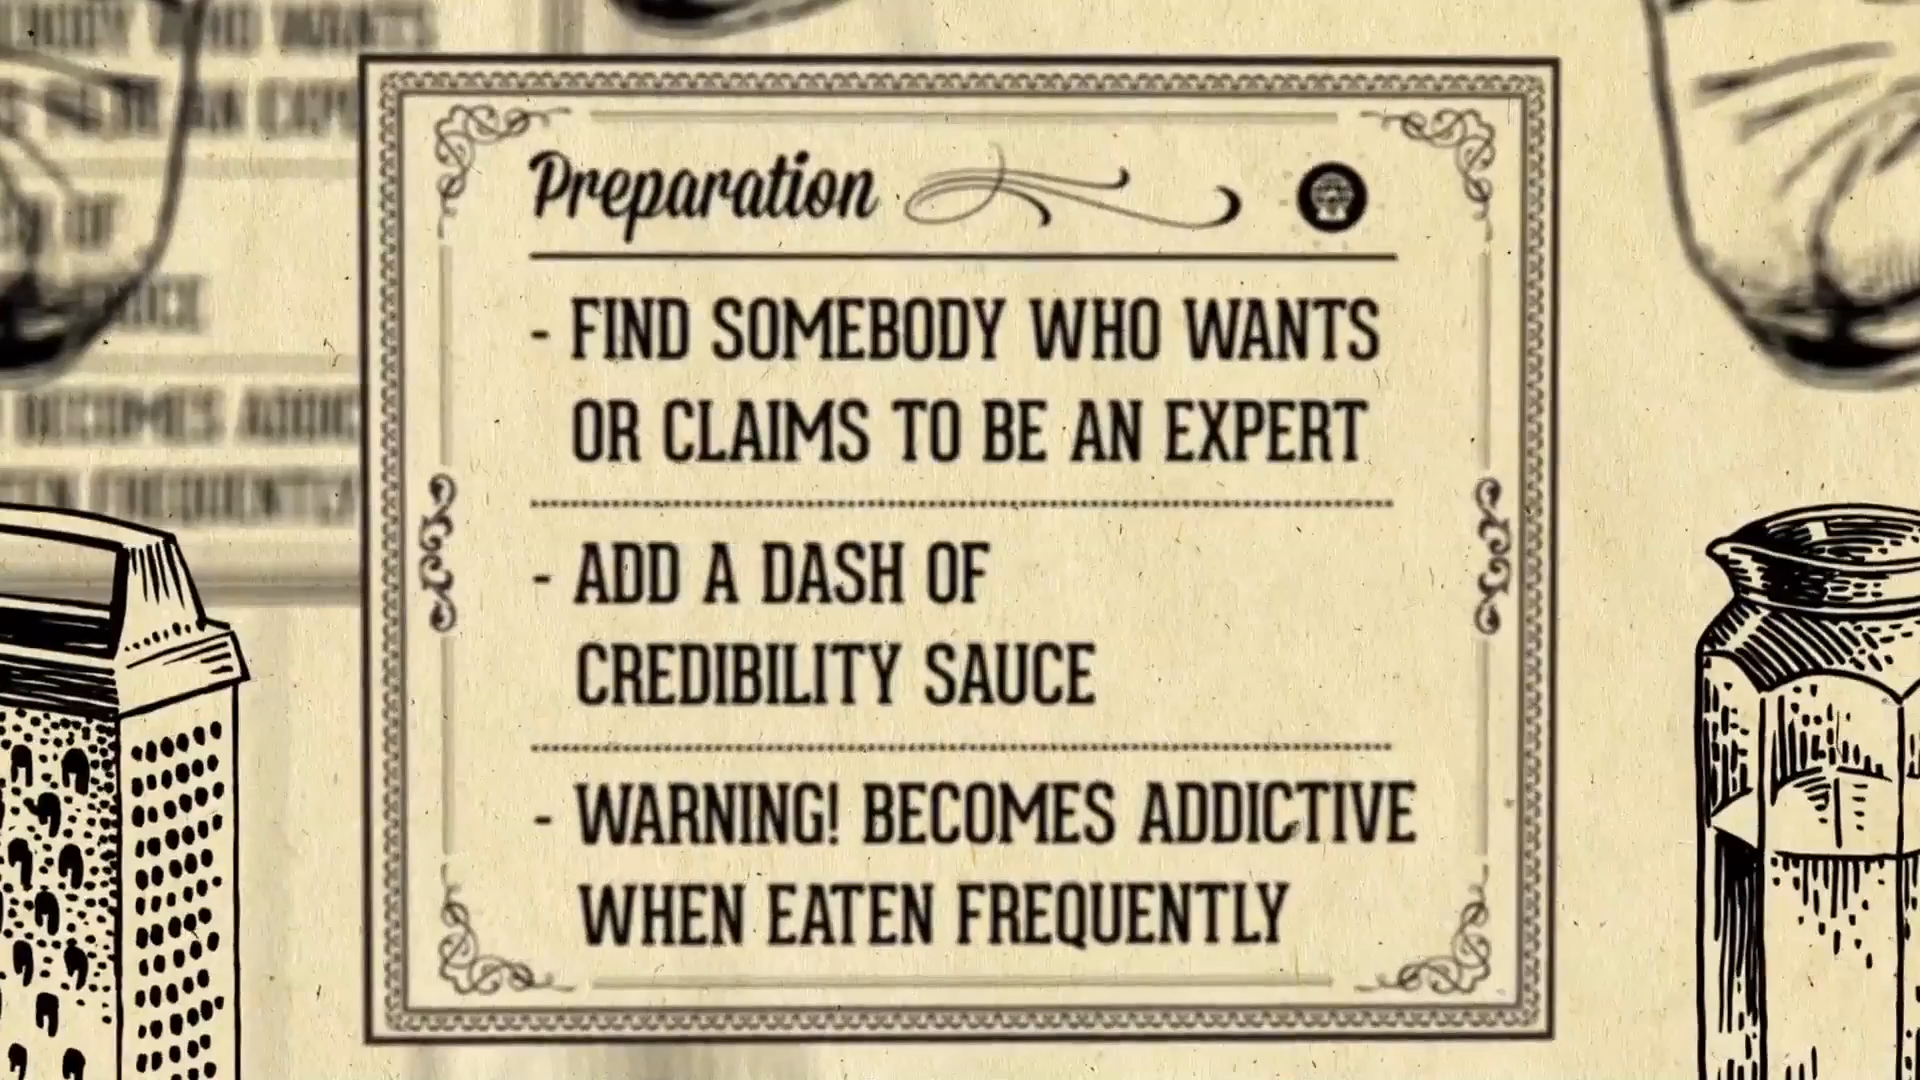 Preparation
- FIND SOMEBODY WHO WANTS
OR CLAIMS TO BE AN EXPERT
- ADD A DASH OF
CREDIBILITY SAUCE
- WARNING! BECOMES ADDICTIVE
WHEN EATEN FREQUENTLY